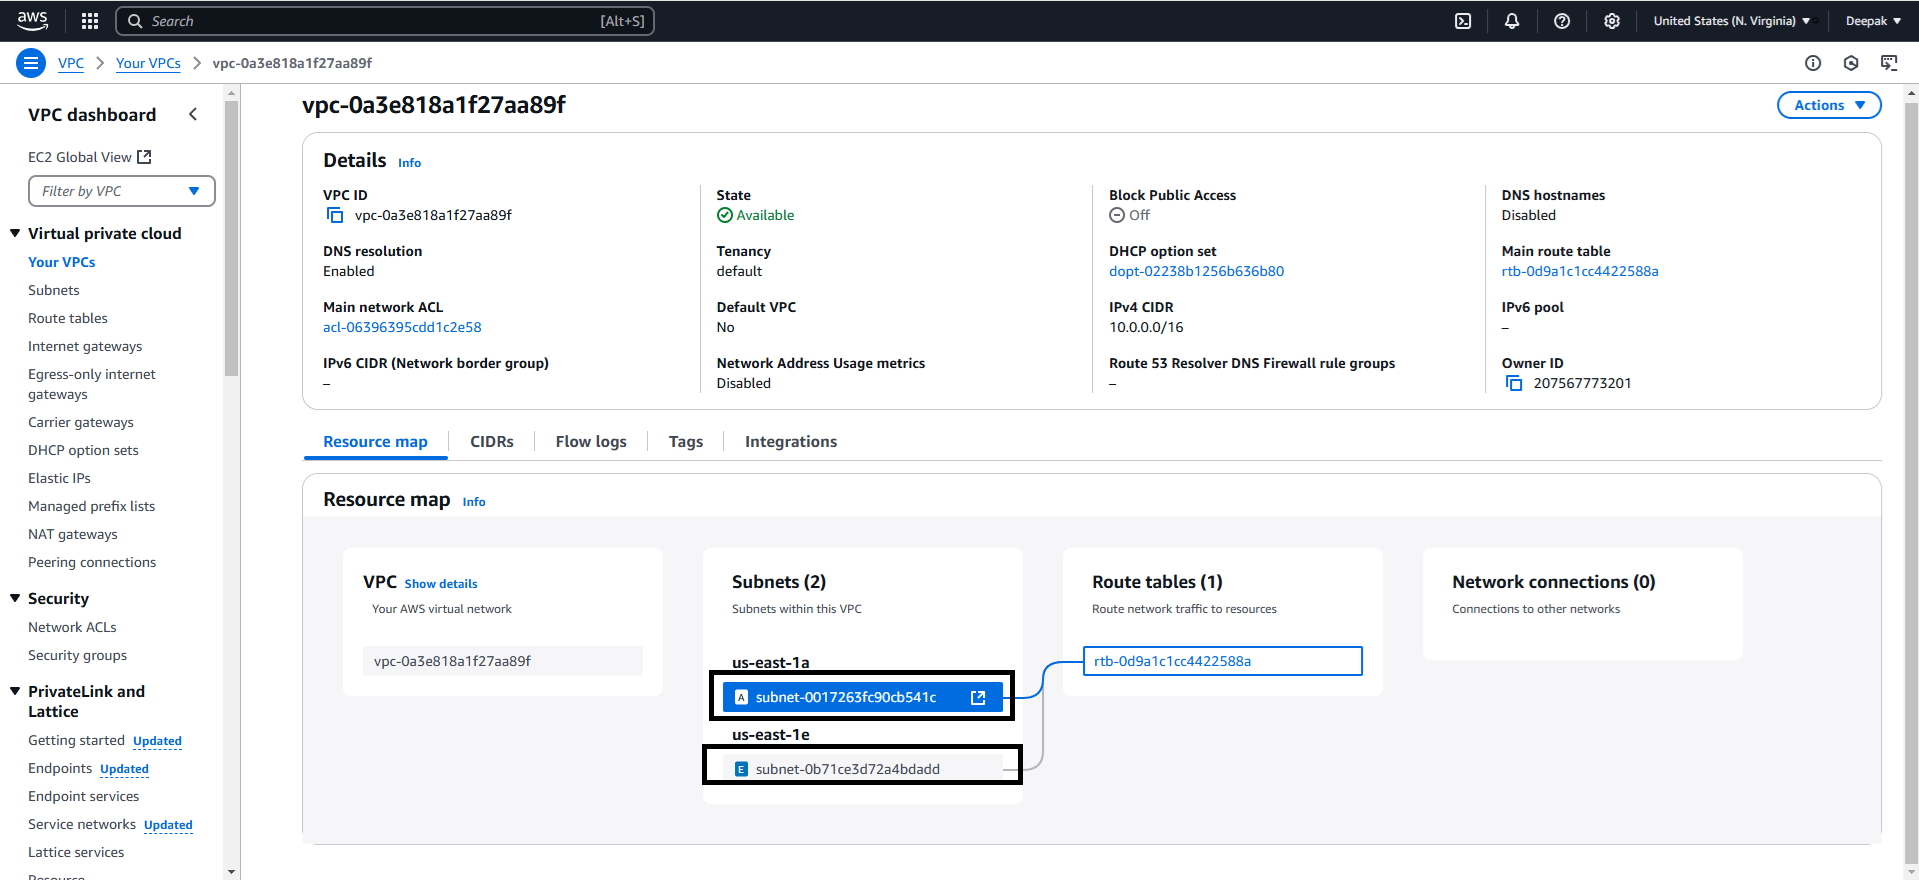 aws
Search
[Alt+S]
United States (N. Virginia)
Deepak
VPC
Your VPCs
vpc-0a3e818a1f27aa89f
VPC dashboard
EC2 Global View
Filter by VPC
Virtual private cloud
Your VPCs
Subnets
Route tables
Internet gateways
Egress-only internet
gateways
Carrier gateways
DHCP option sets
Elastic IPs
Managed prefix lists
NAT gateways
Peering connections
Security
Network ACLs
Security groups
PrivateLink and
Lattice
Getting started Updated
Endpoints Updated
Endpoint services
Service networks Updated
Lattice services
Resource
vpc-0a3e818a1f27aa89f
Actions
Details Info
VPC ID
vpc-0a3e818a1f27aa89f
State
Available
Block Public Access
Off
DNS hostnames
Disabled
DNS resolution
Enabled
Tenancy
default
DHCP option set
dopt-02238b1256b636b80
Main route table
rtb-0d9a1c1cc4422588a
Main network ACL
acl-06396395cdd1c2e58
Default VPC
No
IPv4 CIDR
10.0.0.0/16
IPv6 pool
–
IPv6 CIDR (Network border group)
–
Network Address Usage metrics
Disabled
Route 53 Resolver DNS Firewall rule groups
–
Owner ID
207567773201
Resource map
CIDRs
Flow logs
Tags
Integrations
Resource map Info
VPC Show details
Your AWS virtual network
vpc-0a3e818a1f27aa89f
Subnets (2)
Subnets within this VPC
us-east-1a
A subnet-0017263fc90cb541c
us-east-1e
E subnet-0b71ce3d72a4bdadd
Route tables (1)
Route network traffic to resources
rtb-0d9a1c1cc4422588a
Network connections (0)
Connections to other networks